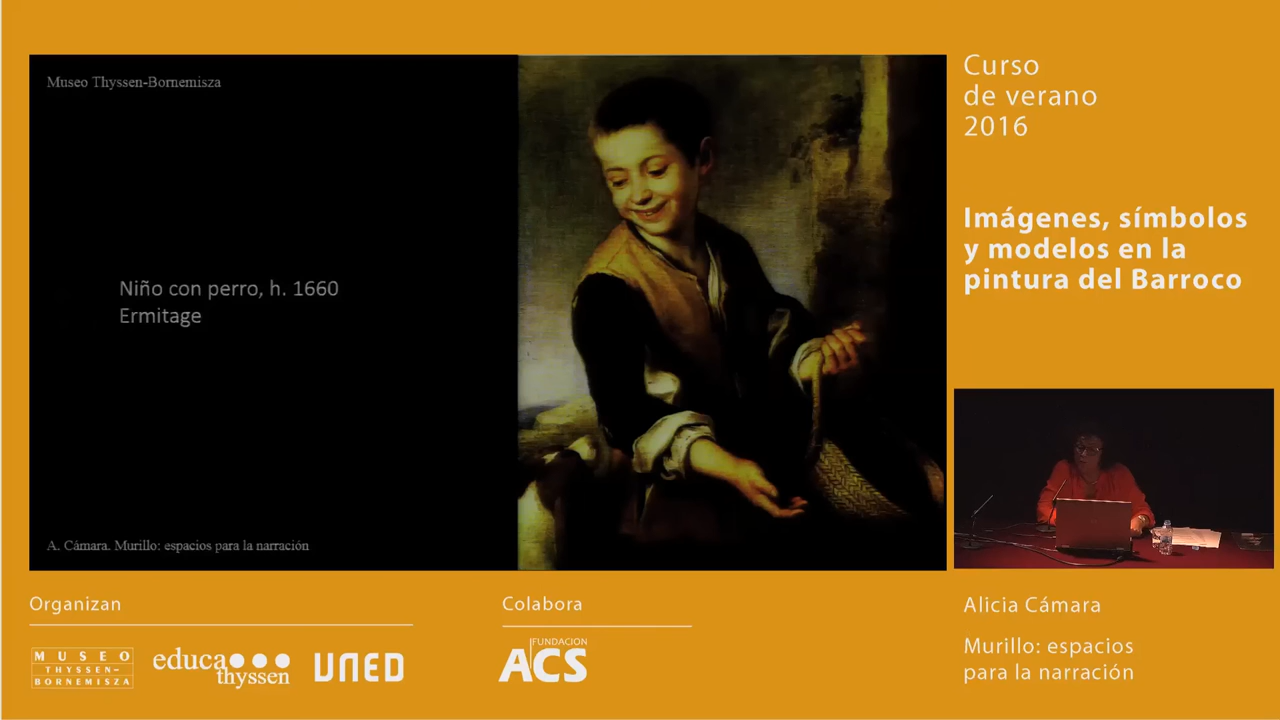 Museo Thyssen-Bornemisza
Niño con perro, h. 1660
Ermitage
A. Cámara. Murillo: espacios para la narración
Curso
de verano
2016
Imágenes, símbolos
y modelos en la
pintura del Barroco
Alicia Cámara
Murillo: espacios
para la narración
Organizan
MUSEO
THYSSEN-
BORNEMISZA
educa
thyssen
UNED
Colabora
FUNDACION
ACS